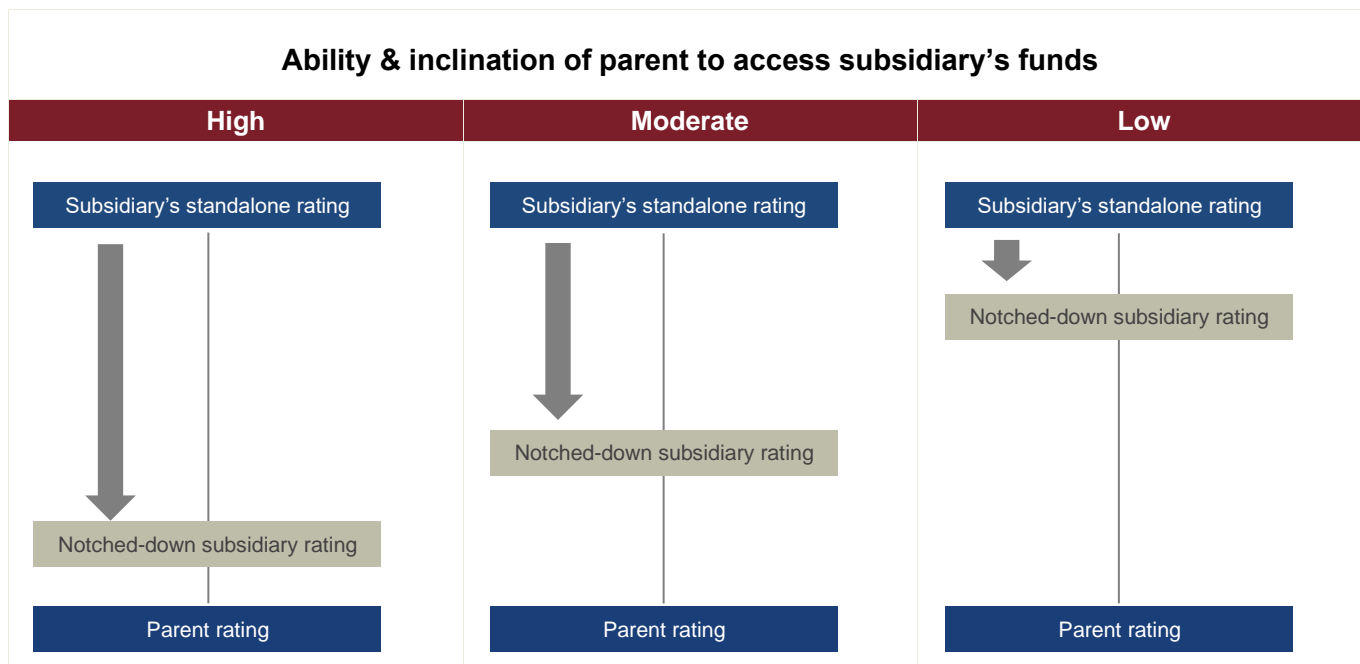 Ability & inclination of parent to access subsidiary’s funds
High
Moderate
Low
Subsidiary’s standalone rating
Subsidiary’s standalone rating
Subsidiary’s standalone rating
Notched-down subsidiary rating
Notched-down subsidiary rating
Notched-down subsidiary rating
Parent rating
Parent rating
Parent rating